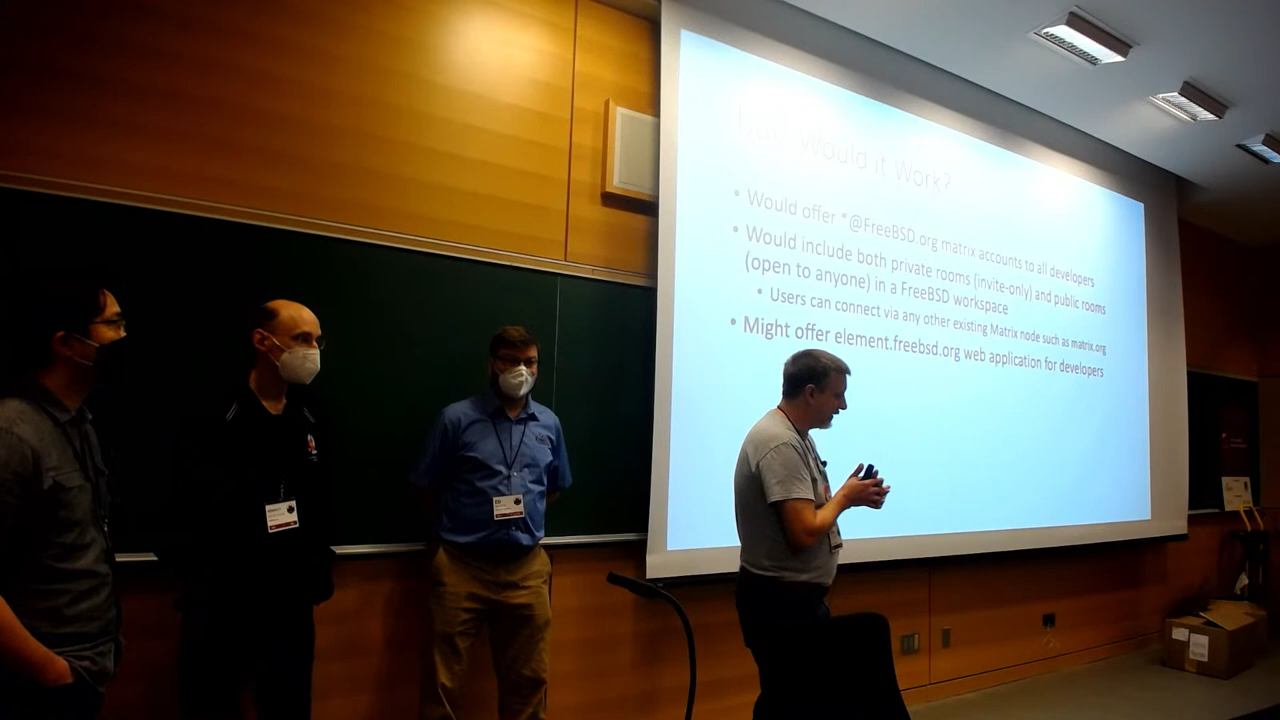 How Would it Work?
• Would offer *@FreeBSD.org matrix accounts to all developers
• Would include both private rooms (invite-only) and public rooms
(open to anyone) in a FreeBSD workspace
• Users can connect via any other existing Matrix node such as matrix.org
• Might offer element.freebsd.org web application for developers
ED